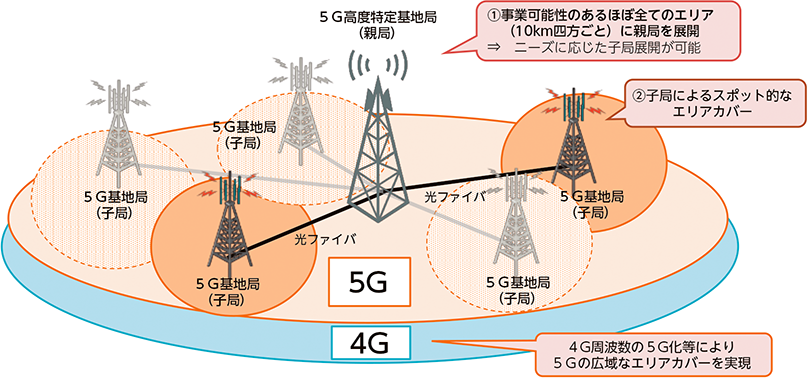 5G高度特定基地局
(親局)
①事業可能性のあるほぼ全てのエリア
（10km四方ごと）に親局を展開
⇒ ニーズに応じた子局展開が可能
②子局によるスポット的な
エリアカバー
5G基地局
(子局)
5G基地局
(子局)
5G基地局
(子局)
光ファイバ
光ファイバ
5G基地局
(子局)
5G基地局
(子局)
5G
4G
4G周波数の5G化等により
5Gの広域なエリアカバーを実現